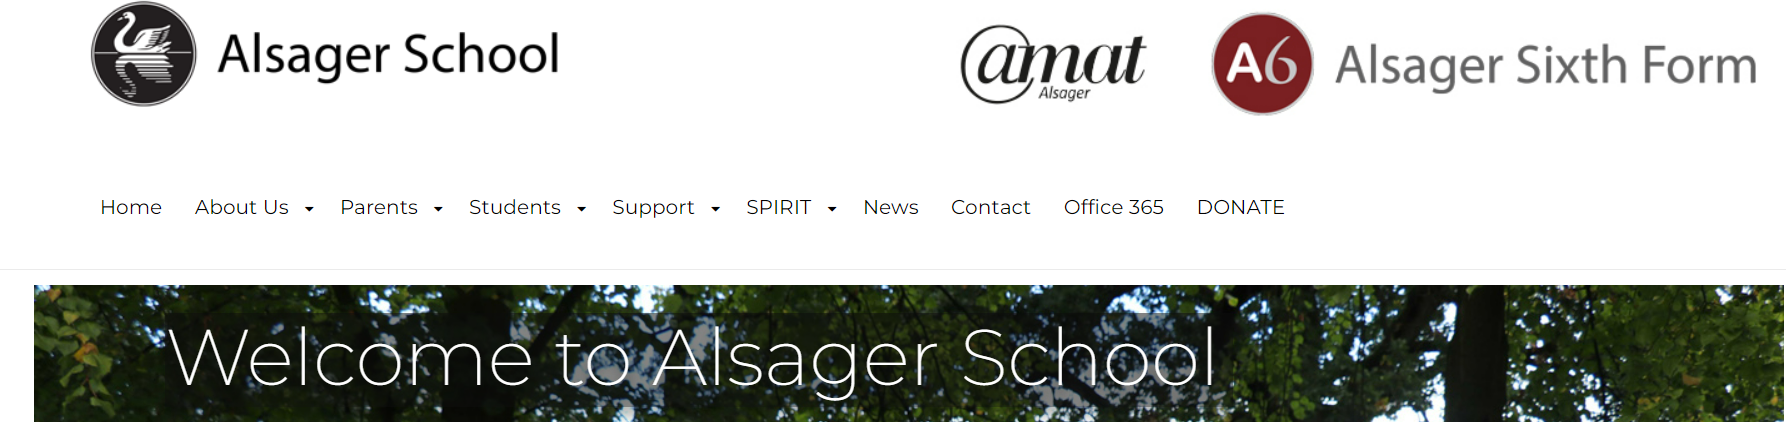 Alsager School
@amat
Alsager
A6 Alsager Sixth Form
Home About Us Parents Students Support SPIRIT News Contact Office 365 DONATE
Welcome to Alsager School